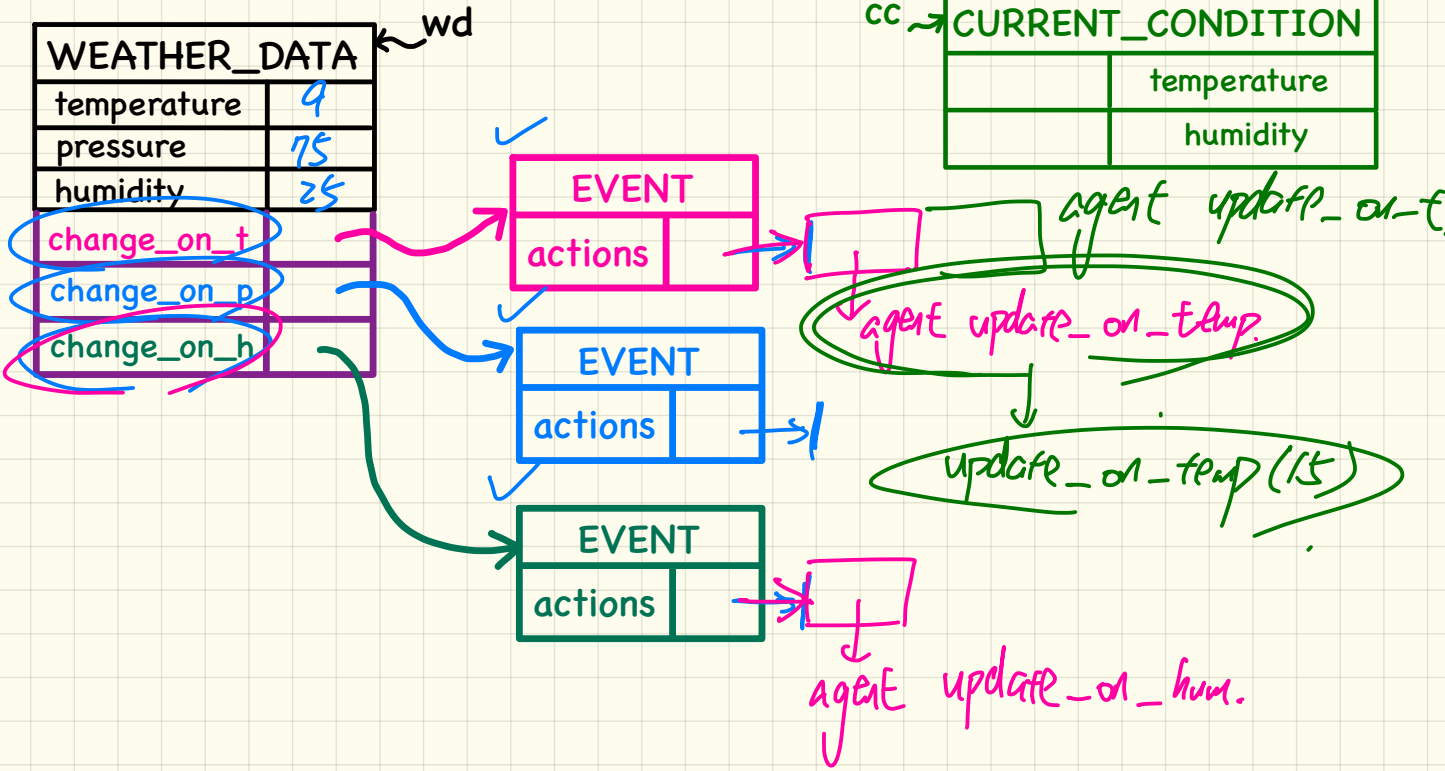 wd
WEATHER_DATA
temperature 9
pressure 75
humidity 25
change_on_t
change_on_p
change_on_h
EVENT
actions
EVENT
actions
EVENT
actions
cc
CURRENT_CONDITION
temperature
humidity
agent update_on_t
agent update_on_temp.
update_on_temp(15)
agent update_on_hum.